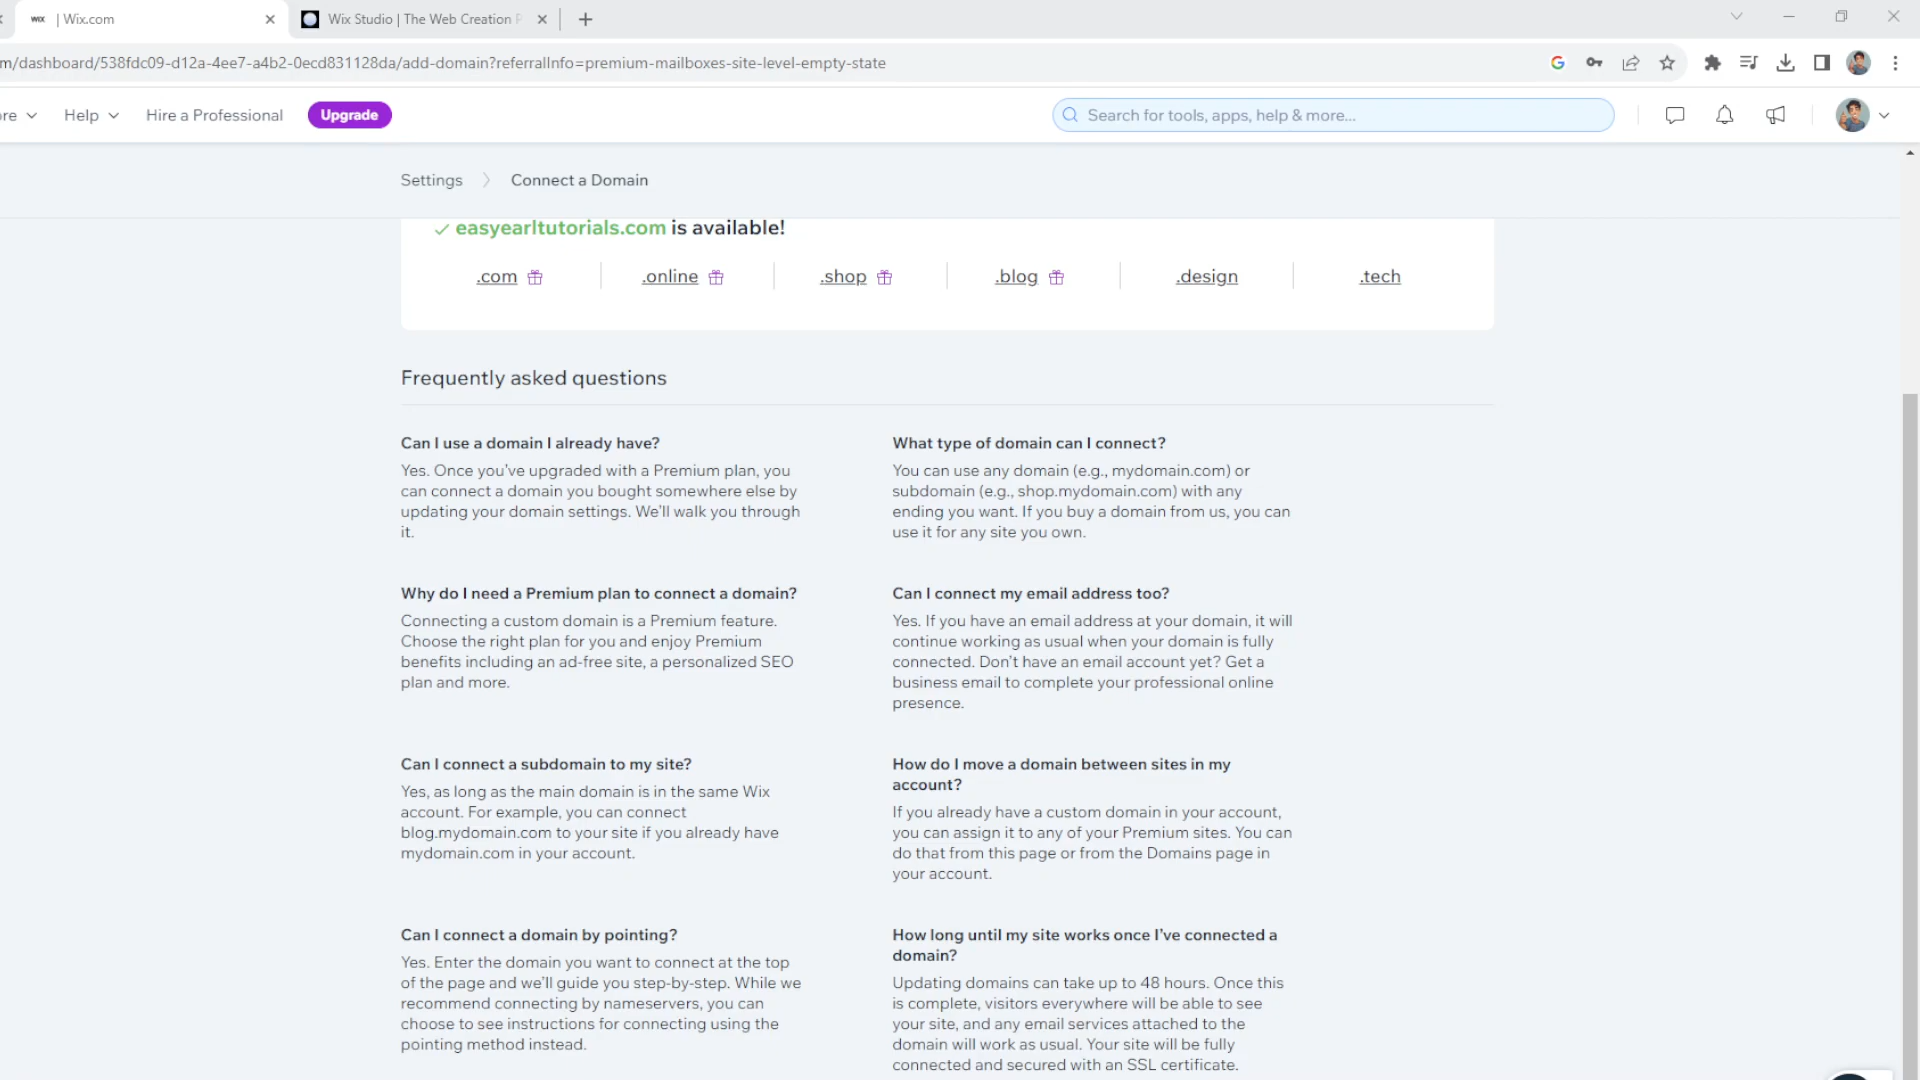 WIX | Wix.com
Wix Studio | The Web Creation P
m/dashboard/538fdc09-d12a-4ee7-a4b2-0ecd831128da/add-domain?referralInfo=premium-mailboxes-site-level-empty-state
ore Help Hire a Professional Upgrade Search for tools, apps, help & more...
Settings Connect a Domain
easyearltutorials.com is available!
.com .online .shop .blog .design .tech
Frequently asked questions
Can I use a domain I already have?
Yes. Once you've upgraded with a Premium plan, you
can connect a domain you bought somewhere else by
updating your domain settings. We'll walk you through
it.
What type of domain can I connect?
You can use any domain (e.g., mydomain.com) or
subdomain (e.g., shop.mydomain.com) with any
ending you want. If you buy a domain from us, you can
use it for any site you own.
Why do I need a Premium plan to connect a domain?
Connecting a custom domain is a Premium feature.
Choose the right plan for you and enjoy Premium
benefits including an ad-free site, a personalized SEO
plan and more.
Can I connect my email address too?
Yes. If you have an email address at your domain, it will
continue working as usual when your domain is fully
connected. Don't have an email account yet? Get a
business email to complete your professional online
presence.
Can I connect a subdomain to my site?
Yes, as long as the main domain is in the same Wix
account. For example, you can connect
blog.mydomain.com to your site if you already have
mydomain.com in your account.
How do I move a domain between sites in my
account?
If you already have a custom domain in your account,
you can assign it to any of your Premium sites. You can
do that from this page or from the Domains page in
your account.
Can I connect a domain by pointing?
Yes. Enter the domain you want to connect at the top
of the page and we'll guide you step-by-step. While we
recommend connecting by nameservers, you can
choose to see instructions for connecting using the
pointing method instead.
How long until my site works once I've connected a
domain?
Updating domains can take up to 48 hours. Once this
is complete, visitors everywhere will be able to see
your site, and any email services attached to the
domain will work as usual. Your site will be fully
connected and secured with an SSL certificate.